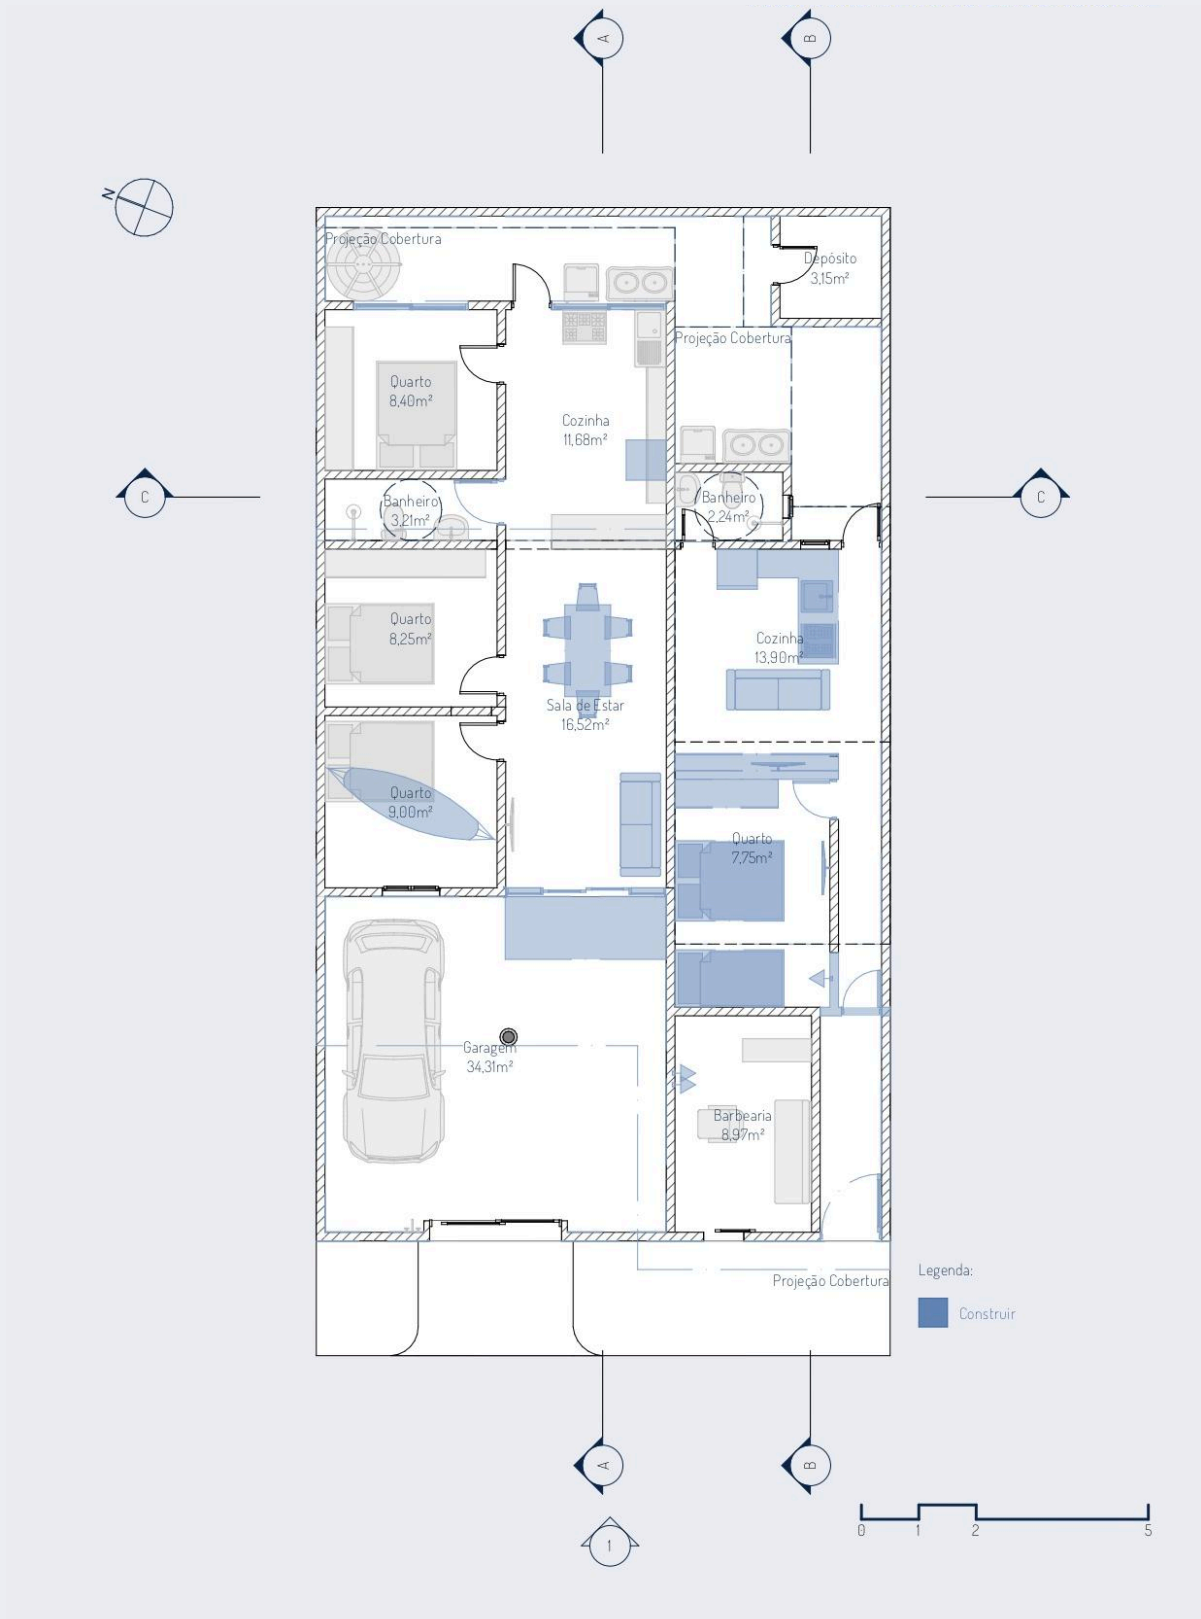 A
B
N
Projeção Cobertura
Depósito
3,15m²
Projeção Cobertura
Quarto
8,40m²
Cozinha
11,68m²
C
Banheiro
3,21m²
Banheiro
2,24m²
C
Quarto
8,25m²
Cozinha
13,90m²
Sala de Estar
16,52m²
Quarto
9,00m²
Quarto
7,75m²
Garagem
34,31m²
Barbearia
8,97m²
Legenda:
Projeção Cobertura
Construir
A
B
0 1 2 5
1